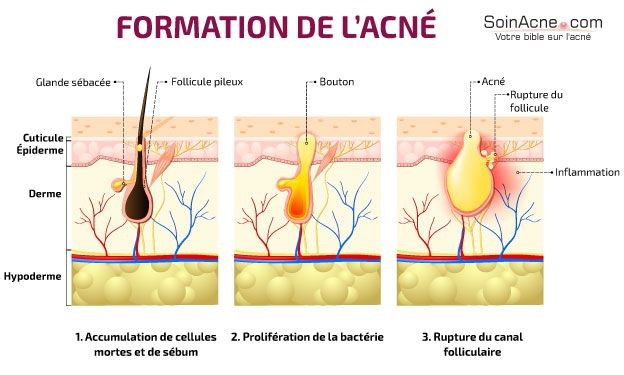 FORMATION DE L'ACNÉ
SoinAcne.com
Votre bible sur l'acné
Glande sébacée
Follicule pileux
Bouton
Acné
Rupture du
follicule
Cuticule
Épiderme
Inflammation
Derme
Hypoderme
1. Accumulation de cellules
mortes et de sébum
2. Prolifération de la bactérie
3. Rupture du canal
folliculaire